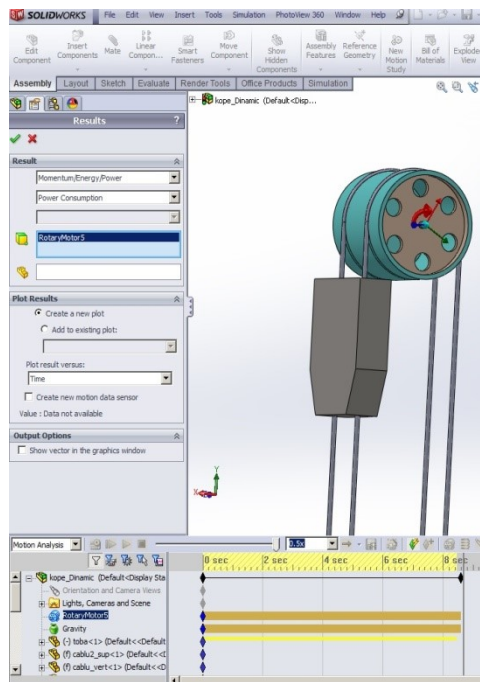 SOLIDWORKS File Edit View Insert Tools Simulation PhotoView 360 Window Help
Edit Component
Insert Components
Mate
Linear Compon...
Smart Fasteners
Move Component
Show Hidden Components
Assembly Features
Reference Geometry
New Motion Study
Bill of Materials
Explode View
Assembly Layout Sketch Evaluate Render Tools Office Products Simulation
kope_Dinamic (Default<Disp...
Results ?
Result
Momentum/Energy/Power
Power Consumption
RotaryMotor5
Plot Results
Create a new plot
Add to existing plot:
Plot result versus:
Time
Create new motion data sensor
Value : Data not available
Output Options
Show vector in the graphics window
Y
X
Motion Analysis 0.5x
0 sec 2 sec 4 sec 6 sec 8 sec
kope_Dinamic (Default<Display Sta
Orientation and Camera Views
Lights, Cameras and Scene
RotaryMotor5
Gravity
(-) toba<1> (Default<<Default
(f) cablu2_sup<1> (Default<<D
(f) cablu_vert<1> (Default<<D